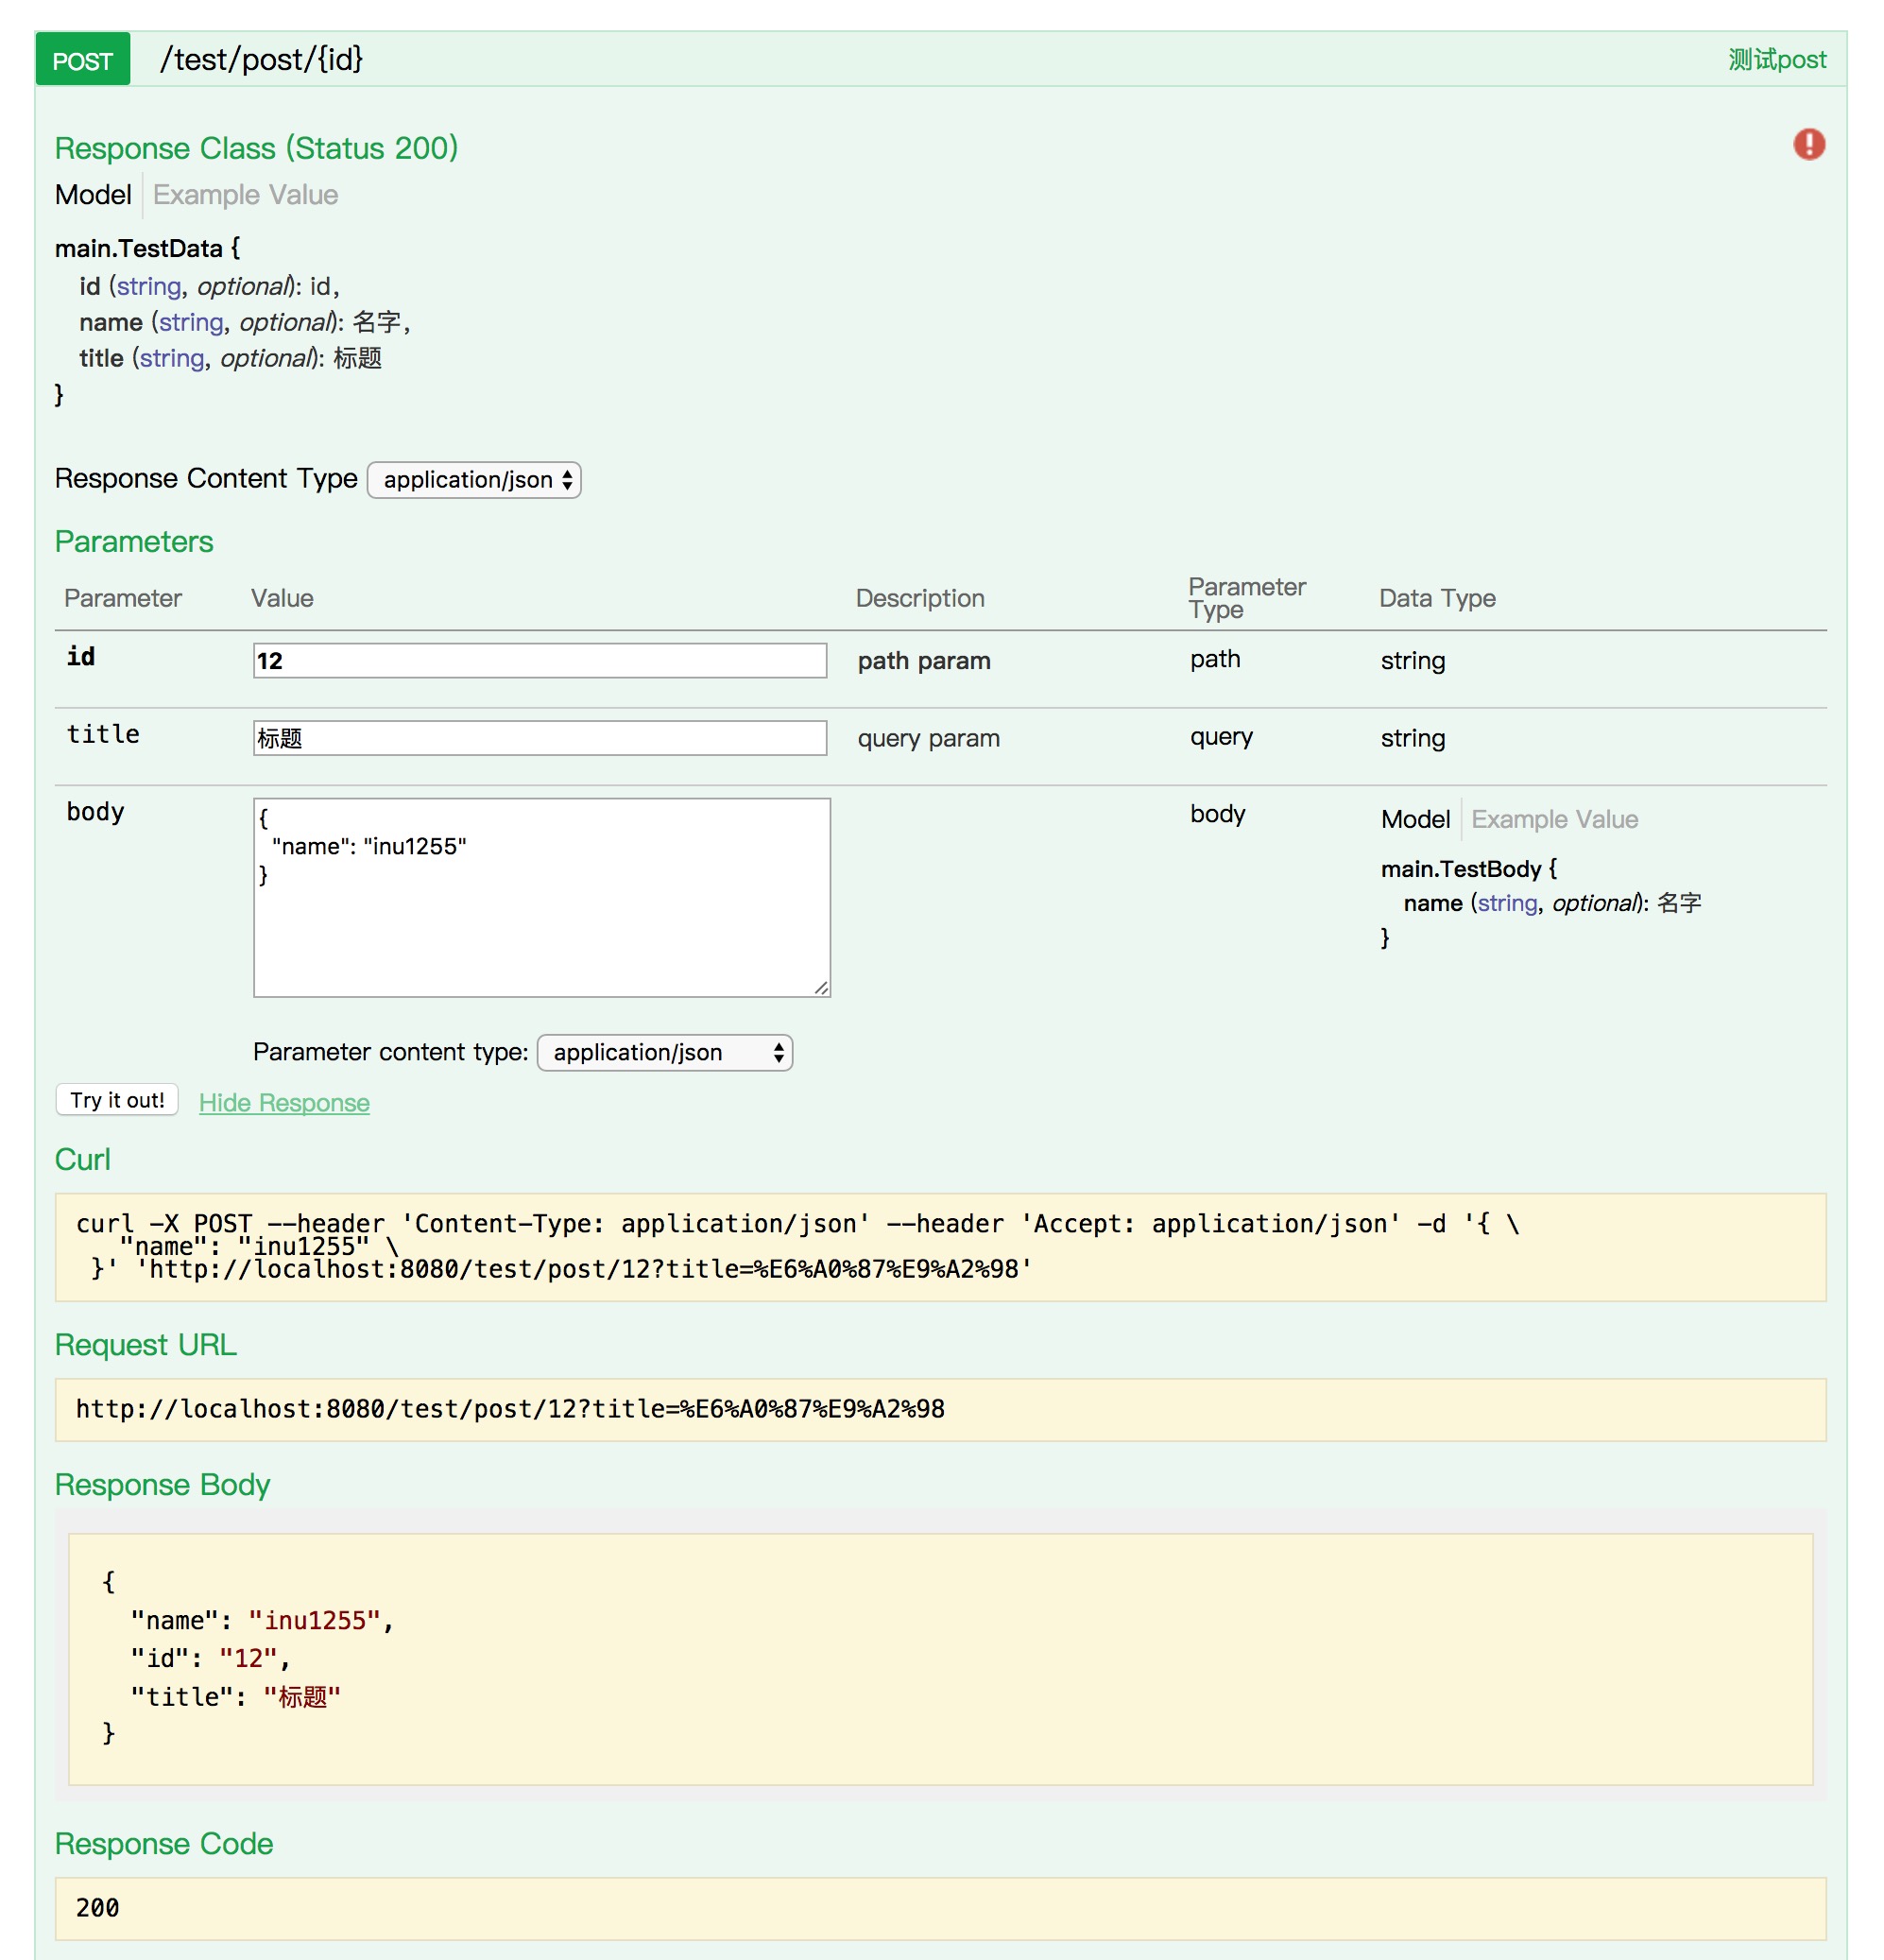 POST /test/post/{id} 测试post
Response Class (Status 200)
Model Example Value
main.TestData {
id (string, optional): id,
name (string, optional): 名字,
title (string, optional): 标题
}
Response Content Type application/json
Parameters
Parameter Value Description Parameter Type Data Type
id 12 path param path string
title 标题 query param query string
body { body Model Example Value
"name": "inu1255"
}
main.TestBody {
name (string, optional): 名字
}
Parameter content type: application/json
Try it out! Hide Response
Curl
curl -X POST --header 'Content-Type: application/json' --header 'Accept: application/json' -d '{ \
"name": "inu1255" \
}' 'http://localhost:8080/test/post/12?title=%E6%A0%87%E9%A2%98'
Request URL
http://localhost:8080/test/post/12?title=%E6%A0%87%E9%A2%98
Response Body
{
"name": "inu1255",
"id": "12",
"title": "标题"
}
Response Code
200